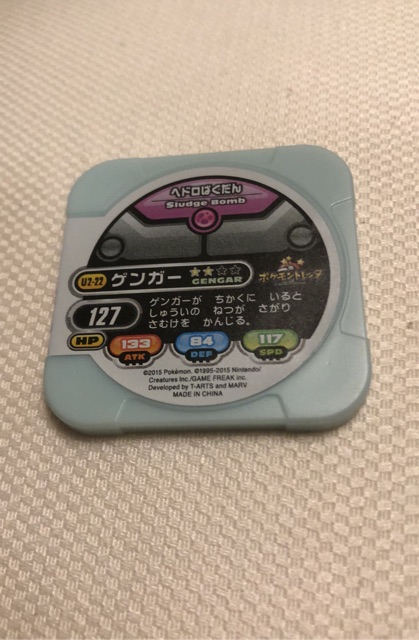 ヘドロばくだん
Sludge Bomb
U2-22 ゲンガー ★★☆☆
GENGAR
ポケモントレッタ
127
HP
ゲンガーが ちかくに いると
しゅういの ねつが さがり
さむけを かんじる。
133 84 117
ATK DEF SPD
©2015 Pokémon. ©1995-2015 Nintendo/
Creatures Inc./GAME FREAK inc.
Developed by T-ARTS and MARV
MADE IN CHINA